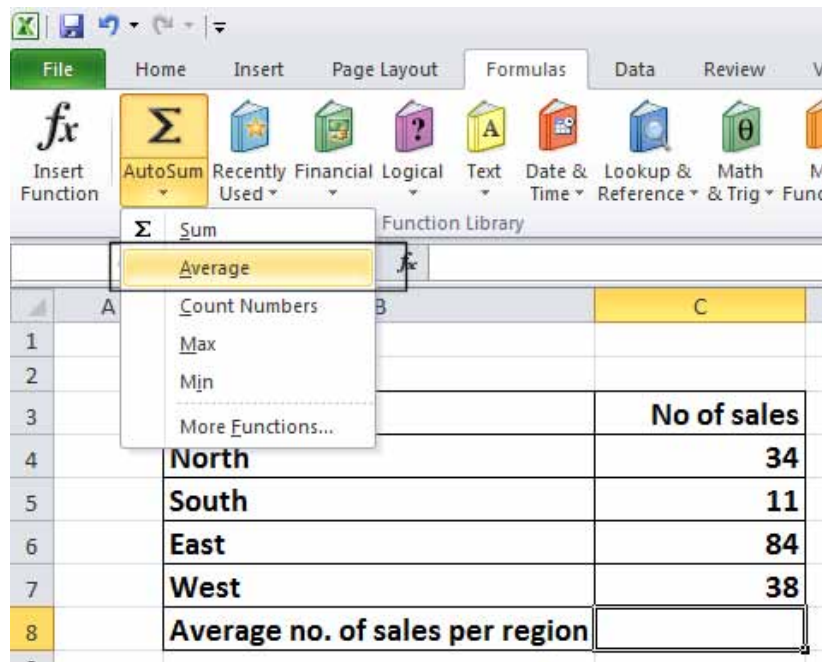 File Home Insert Page Layout Formulas Data Review V
fx Σ ? A θ
Insert Function AutoSum Recently Used Financial Logical Text Date & Time Lookup & Reference Math & Trig
Function Library
Σ Sum
Average
fx
Count Numbers
Max
Min
More Functions...
A B C
1
2
3 No of sales
4 North 34
5 South 11
6 East 84
7 West 38
8 Average no. of sales per region